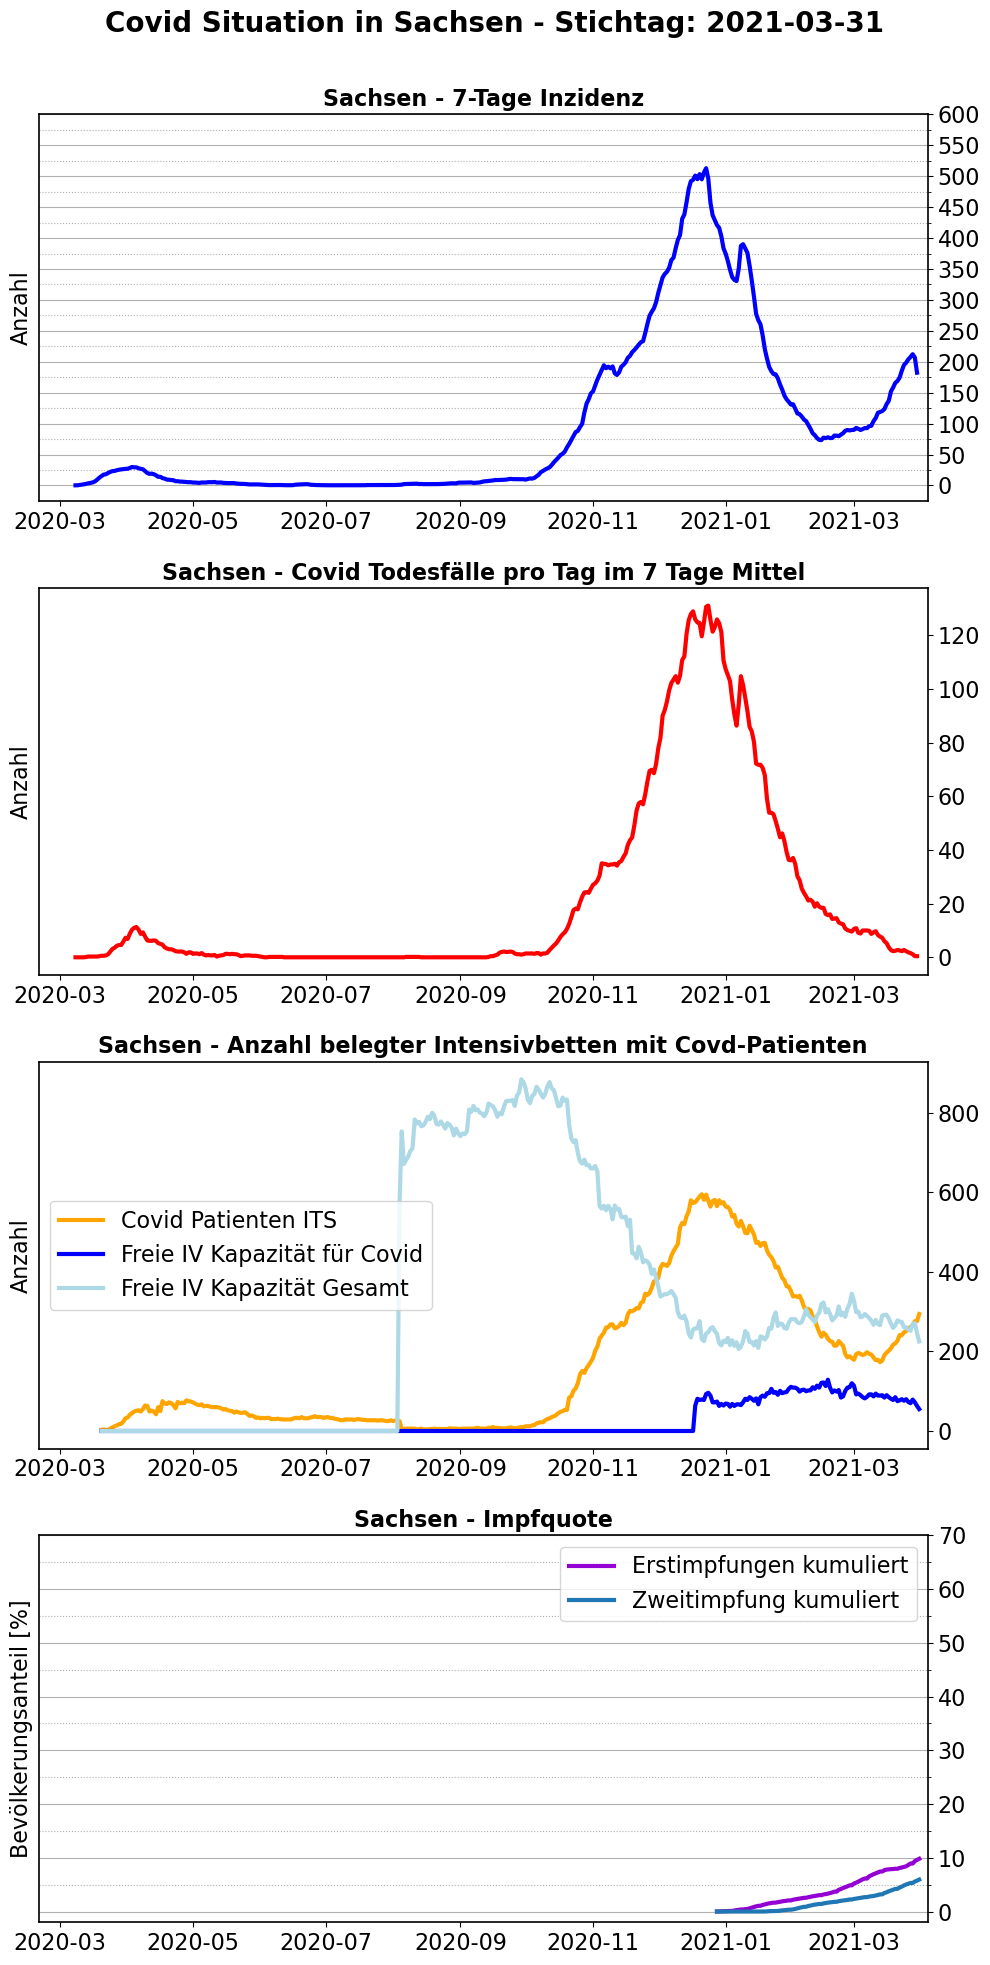 Covid Situation in Sachsen - Stichtag: 2021-03-31
Sachsen - 7-Tage Inzidenz
Anzahl
600
550
500
450
400
350
300
250
200
150
100
50
0
2020-03 2020-05 2020-07 2020-09 2020-11 2021-01 2021-03
Sachsen - Covid Todesfälle pro Tag im 7 Tage Mittel
Anzahl
120
100
80
60
40
20
0
2020-03 2020-05 2020-07 2020-09 2020-11 2021-01 2021-03
Sachsen - Anzahl belegter Intensivbetten mit Covd-Patienten
Anzahl
Covid Patienten ITS
Freie IV Kapazität für Covid
Freie IV Kapazität Gesamt
800
600
400
200
0
2020-03 2020-05 2020-07 2020-09 2020-11 2021-01 2021-03
Sachsen - Impfquote
Bevölkerungsanteil [%]
Erstimpfungen kumuliert
Zweitimpfung kumuliert
70
60
50
40
30
20
10
0
2020-03 2020-05 2020-07 2020-09 2020-11 2021-01 2021-03